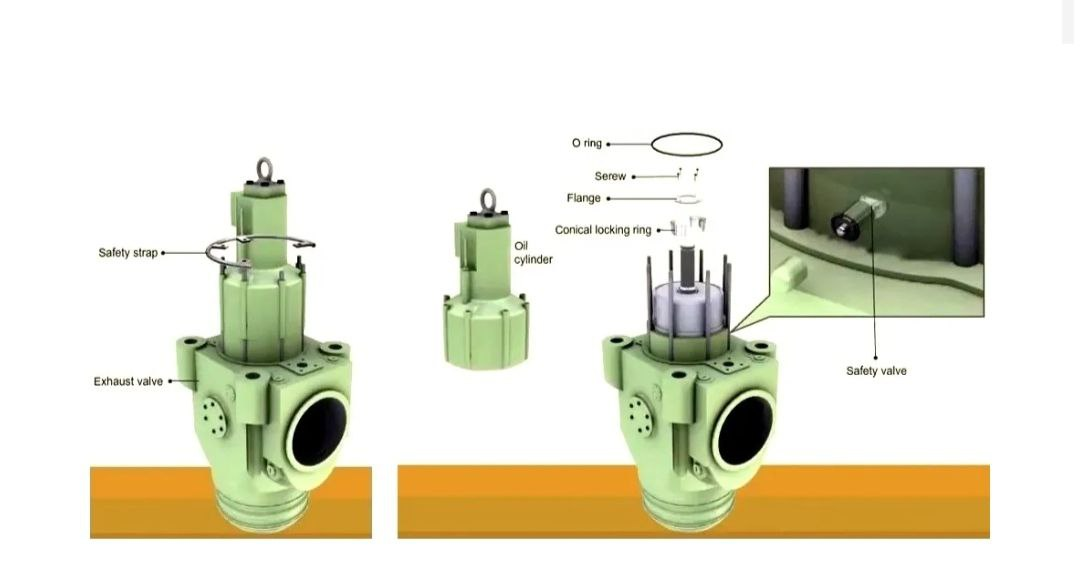 Safety strap
Exhaust valve
Oil
cylinder
O ring
Serew
Flange
Conical locking ring
Safety valve